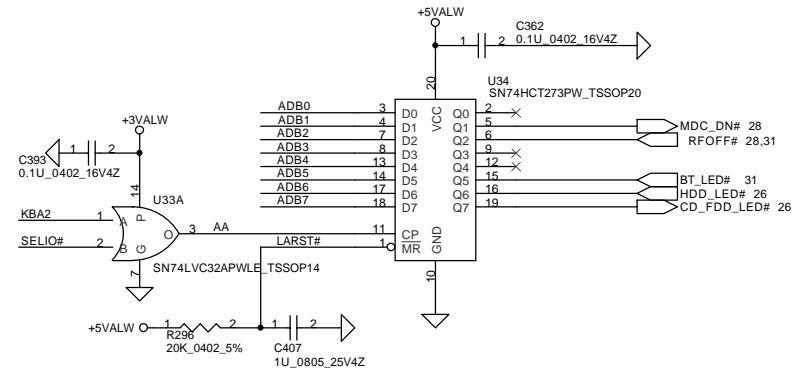 +5VALW
C362
1 2 0.1U_0402_16V4Z
20
U34
SN74HCT273PW_TSSOP20
VCC
ADB0 3 D0 Q0 2
ADB1 4 D1 Q1 5 MDC_DN# 28
ADB2 7 D2 Q2 6 RFOFF# 28,31
ADB3 8 D3 Q3 9
ADB4 13 D4 Q4 12
ADB5 14 D5 Q5 15 BT_LED# 31
ADB6 17 D6 Q6 16 HDD_LED# 26
ADB7 18 D7 Q7 19 CD_FDD_LED# 26
+3VALW
1 2
C393
0.1U_0402_16V4Z
14
U33A
KBA2 1 A P
O 3 AA 11 CP
SELIO# 2 B G
LARST# 1 MR
GND
7
SN74LVC32APWLE_TSSOP14
10
+5VALW 1 2 1 2
R296
20K_0402_5%
C407
1U_0805_25V4Z